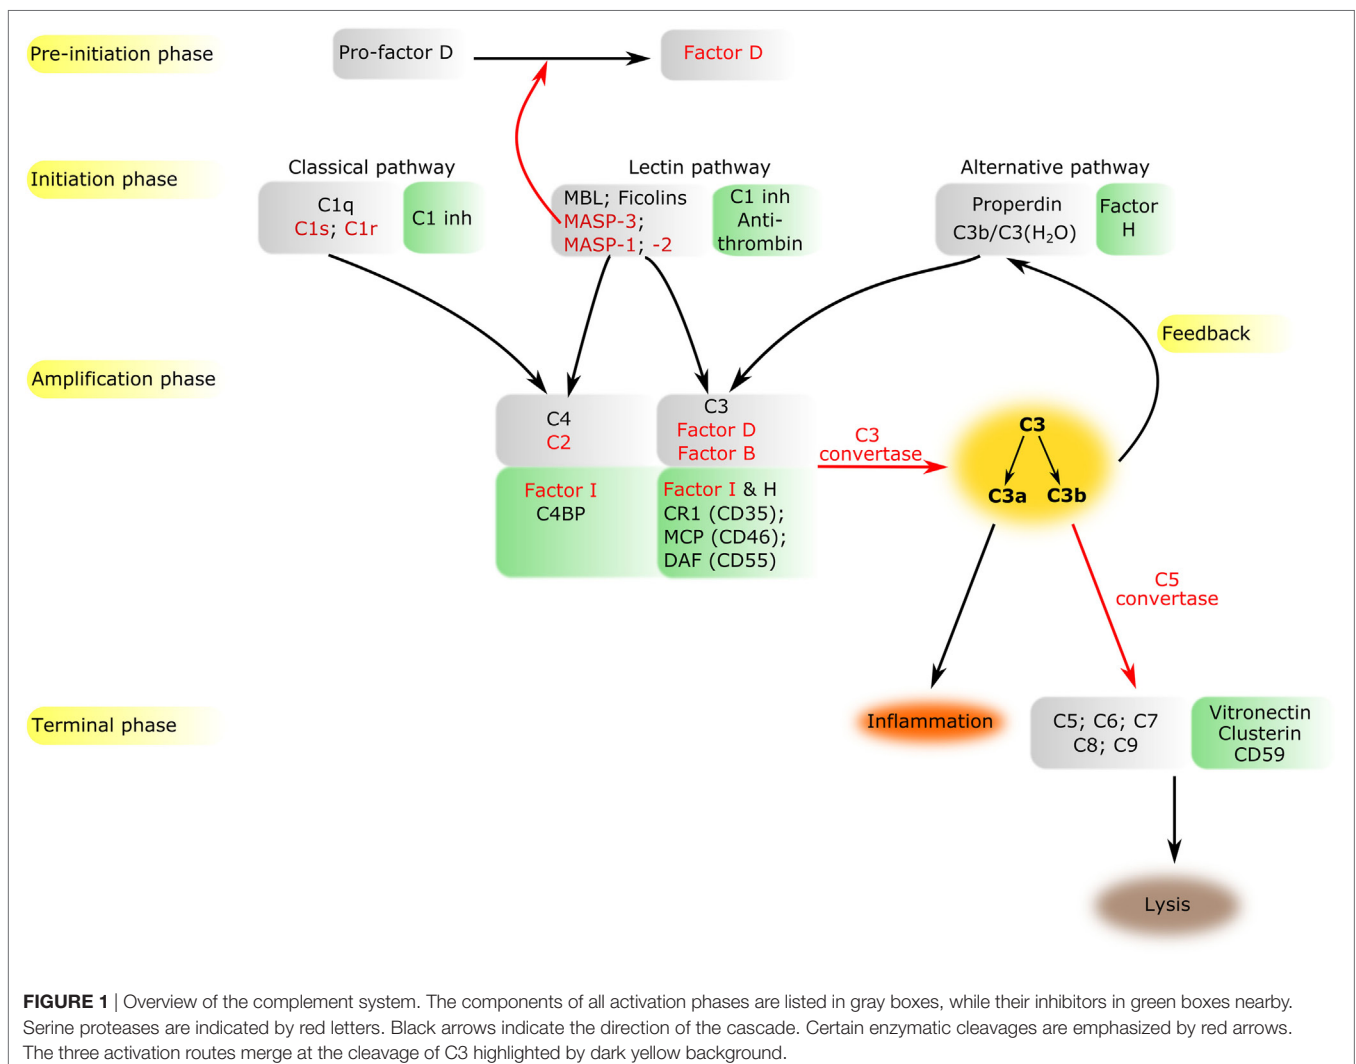 Pre-initiation phase
Pro-factor D
Factor D
Initiation phase
Classical pathway
C1q
C1s; C1r
C1 inh
Lectin pathway
MBL; Ficolins
MASP-3;
MASP-1; -2
C1 inh
Anti-
thrombin
Alternative pathway
Properdin
C3b/C3(H₂O)
Factor
H
Feedback
Amplification phase
C4
C2
Factor I
C4BP
C3
Factor D
Factor B
Factor I & H
CR1 (CD35);
MCP (CD46);
DAF (CD55)
C3
convertase
C3
C3a C3b
C5
convertase
Terminal phase
Inflammation
C5; C6; C7
C8; C9
Vitronectin
Clusterin
CD59
Lysis
FIGURE 1 | Overview of the complement system. The components of all activation phases are listed in gray boxes, while their inhibitors in green boxes nearby.
Serine proteases are indicated by red letters. Black arrows indicate the direction of the cascade. Certain enzymatic cleavages are emphasized by red arrows.
The three activation routes merge at the cleavage of C3 highlighted by dark yellow background.